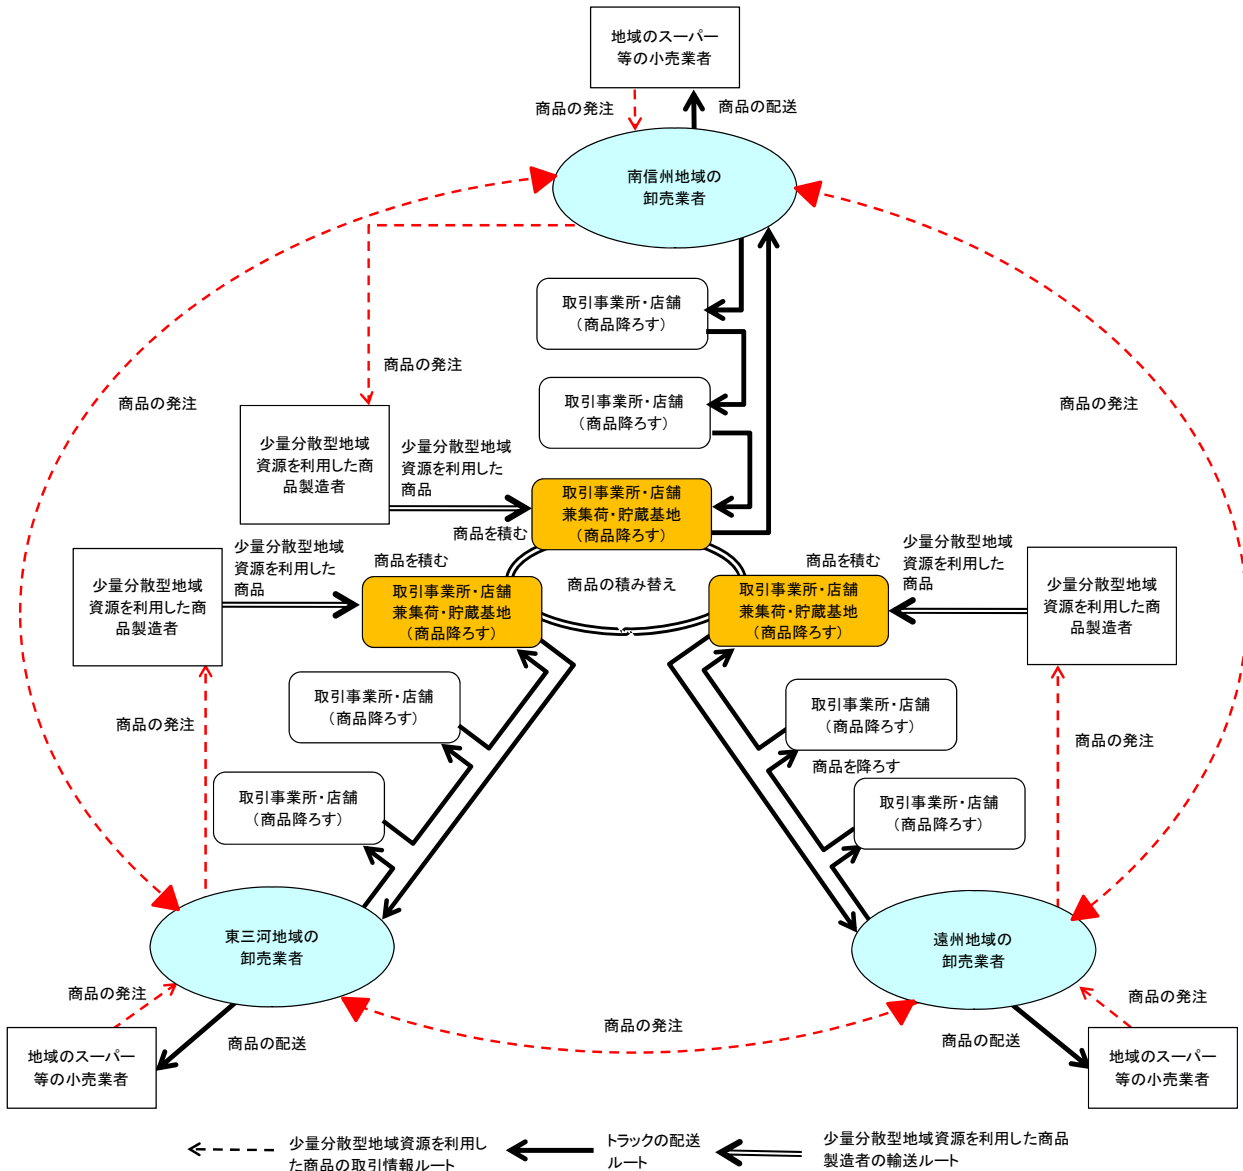 地域のスーパー
等の小売業者
商品の発注
商品の配送
南信州地域の
卸売業者
取引事業所・店舗
（商品降ろす）
商品の発注
商品の発注
商品の発注
取引事業所・店舗
（商品降ろす）
少量分散型地域
資源を利用した商
品製造者
少量分散型地域
資源を利用した
商品
取引事業所・店舗
兼集荷・貯蔵基地
（商品降ろす）
商品を積む
少量分散型地域
資源を利用した商
品製造者
少量分散型地域
資源を利用した
商品
商品を積む
取引事業所・店舗
兼集荷・貯蔵基地
（商品降ろす）
商品の積み替え
商品を積む
取引事業所・店舗
兼集荷・貯蔵基地
（商品降ろす）
少量分散型地域
資源を利用した
商品
少量分散型地域
資源を利用した商
品製造者
商品の発注
取引事業所・店舗
（商品降ろす）
取引事業所・店舗
（商品降ろす）
商品の発注
商品を降ろす
取引事業所・店舗
（商品降ろす）
取引事業所・店舗
（商品降ろす）
東三河地域の
卸売業者
遠州地域の
卸売業者
商品の発注
商品の発注
商品の発注
商品の配送
商品の配送
地域のスーパー
等の小売業者
地域のスーパー
等の小売業者
少量分散型地域資源を利用し
た商品の取引情報ルート
トラックの配送
ルート
少量分散型地域資源を利用した商品
製造者の輸送ルート